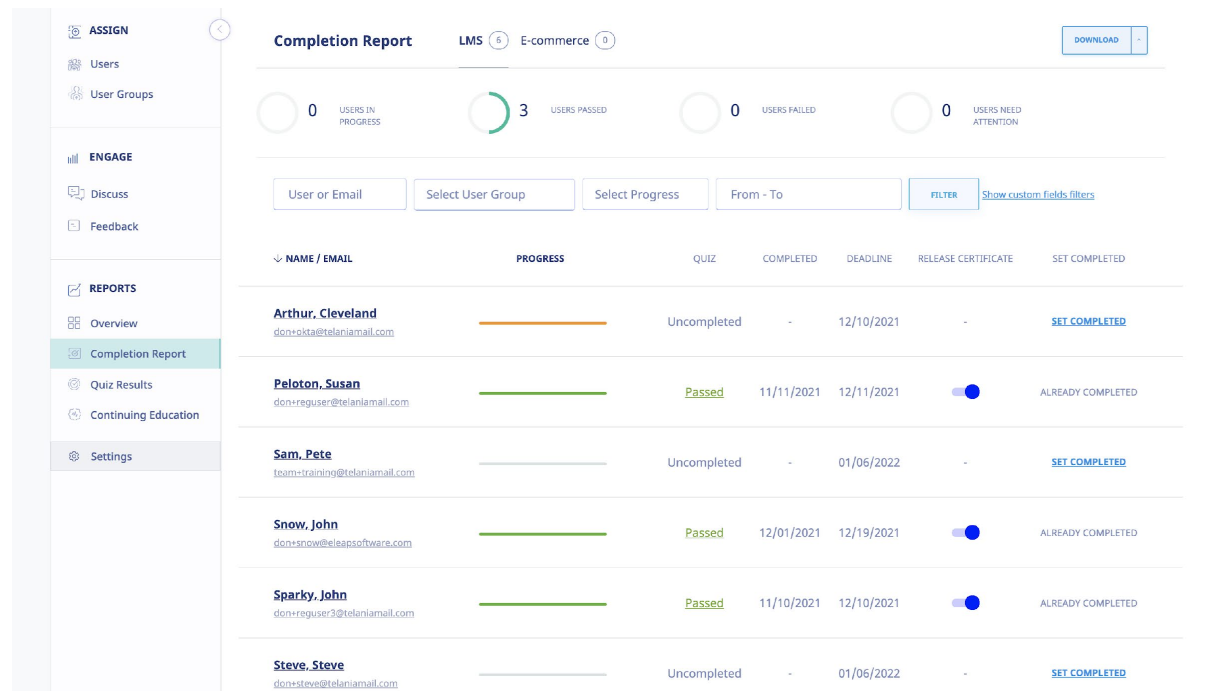 ASSIGN
Users
User Groups
ENGAGE
Discuss
Feedback
REPORTS
Overview
Completion Report
Quiz Results
Continuing Education
Settings
Completion Report LMS 6 E-commerce 0 DOWNLOAD
0 USERS IN PROGRESS 3 USERS PASSED 0 USERS FAILED 0 USERS NEED ATTENTION
User or Email Select User Group Select Progress From - To FILTER Show custom fields filters
NAME / EMAIL PROGRESS QUIZ COMPLETED DEADLINE RELEASE CERTIFICATE SET COMPLETED
Arthur, Cleveland
don+okta@telaniamail.com
Uncompleted - 12/10/2021 - SET COMPLETED
Peloton, Susan
don+reguser@telaniamail.com
Passed 11/11/2021 12/11/2021 ALREADY COMPLETED
Sam, Pete
team+training@telaniamail.com
Uncompleted - 01/06/2022 - SET COMPLETED
Snow, John
don+snow@eleapsoftware.com
Passed 12/01/2021 12/19/2021 ALREADY COMPLETED
Sparky, John
don+reguser3@telaniamail.com
Passed 11/10/2021 12/10/2021 ALREADY COMPLETED
Steve, Steve
don+steve@telaniamail.com
Uncompleted - 01/06/2022 - SET COMPLETED